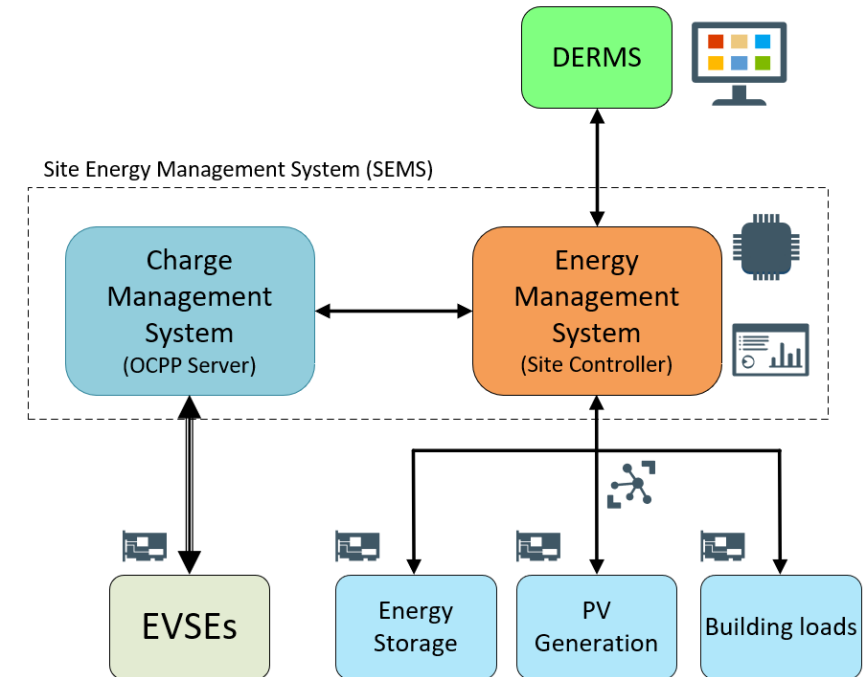 DERMS
Site Energy Management System (SEMS)
Charge
Management
System
(OCPP Server)
Energy
Management
System
(Site Controller)
EVSEs
Energy
Storage
PV
Generation
Building loads